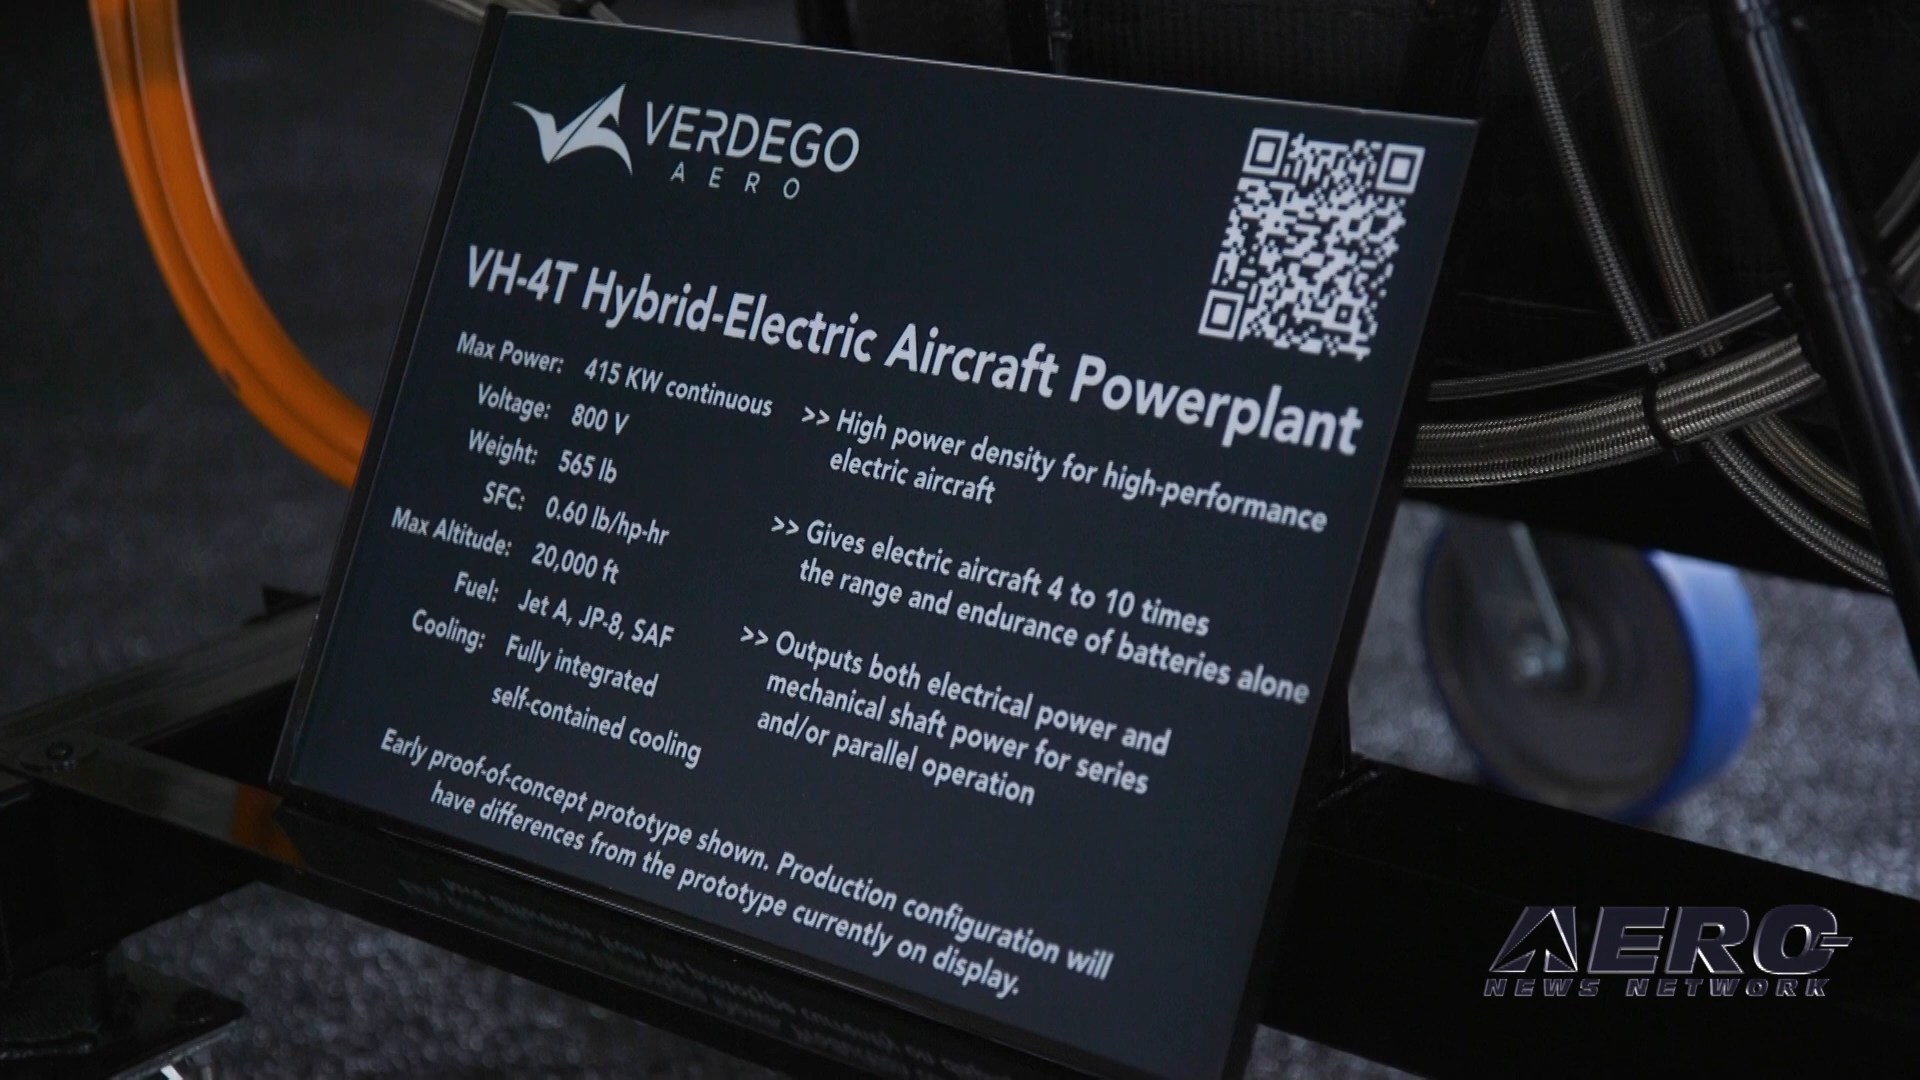 VERDEGO
AERO
VH-4T Hybrid-Electric Aircraft Powerplant
Max Power: 415 KW continuous
Voltage: 800 V
Weight: 565 lb
SFC: 0.60 lb/hp-hr
Max Altitude: 20,000 ft
Fuel: Jet A, JP-8, SAF
Cooling: Fully integrated
self-contained cooling
>> High power density for high-performance
electric aircraft
>> Gives electric aircraft 4 to 10 times
the range and endurance of batteries alone
>> Outputs both electrical power and
mechanical shaft power for series
and/or parallel operation
Early proof-of-concept prototype shown. Production configuration will
have differences from the prototype currently on display.
AERO
NEWS NETWORK